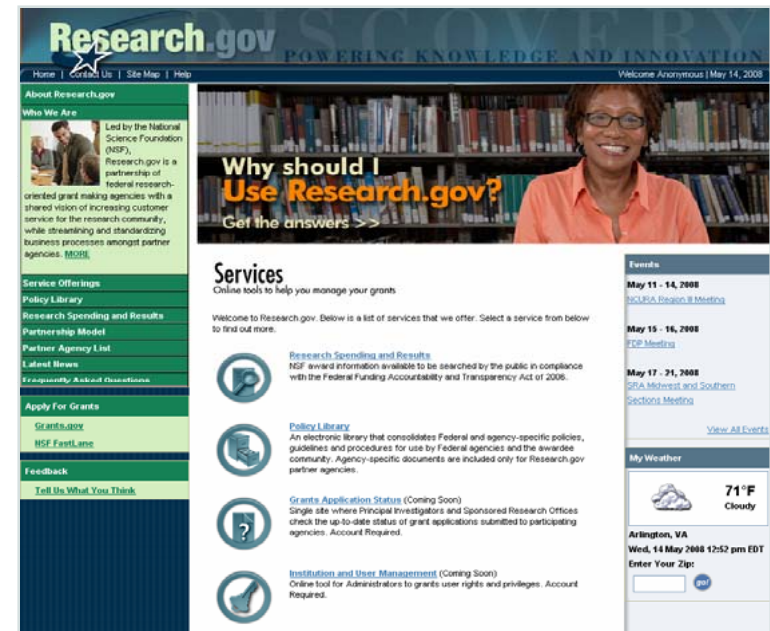 DISCOVERY
Research.gov
POWERING KNOWLEDGE AND INNOVATION
Home | Contact Us | Site Map | Help
Welcome Anonymous | May 14, 2008
About Research.gov
Who We Are
Led by the National
Science Foundation
(NSF),
Research.gov is a
partnership of
federal research-
oriented grant making agencies with a
shared vision of increasing customer
service for the research community,
while streamlining and standardizing
business processes amongst partner
agencies. MORE
Service Offerings
Policy Library
Research Spending and Results
Partnership Model
Partner Agency List
Latest News
Frequently Asked Questions
Apply For Grants
Grants.gov
NSF FastLane
Feedback
Tell Us What You Think
Why should I
Use Research.gov?
Get the answers >>
Services
Online tools to help you manage your grants
Welcome to Research.gov. Below is a list of services that we offer. Select a service from below
to find out more.
Research Spending and Results
NSF award information available to be searched by the public in compliance
with the Federal Funding Accountability and Transparency Act of 2006.
Policy Library
An electronic library that consolidates Federal and agency-specific policies,
guidelines and procedures for use by Federal agencies and the awardee
community. Agency-specific documents are included only for Research.gov
partner agencies.
Grants Application Status (Coming Soon)
Single site where Principal Investigators and Sponsored Research Offices
check the up-to-date status of grant applications submitted to participating
agencies. Account Required.
Institution and User Management (Coming Soon)
Online tool for Administrators to grants user rights and privileges. Account
Required.
Events
May 11 - 14, 2008
NCURA Region III Meeting
May 15 - 16, 2008
FDP Meeting
May 17 - 21, 2008
SRA Midwest and Southern
Sections Meeting
View All Events
My Weather
71°F
Cloudy
Arlington, VA
Wed, 14 May 2008 12:52 pm EDT
Enter Your Zip:
go!